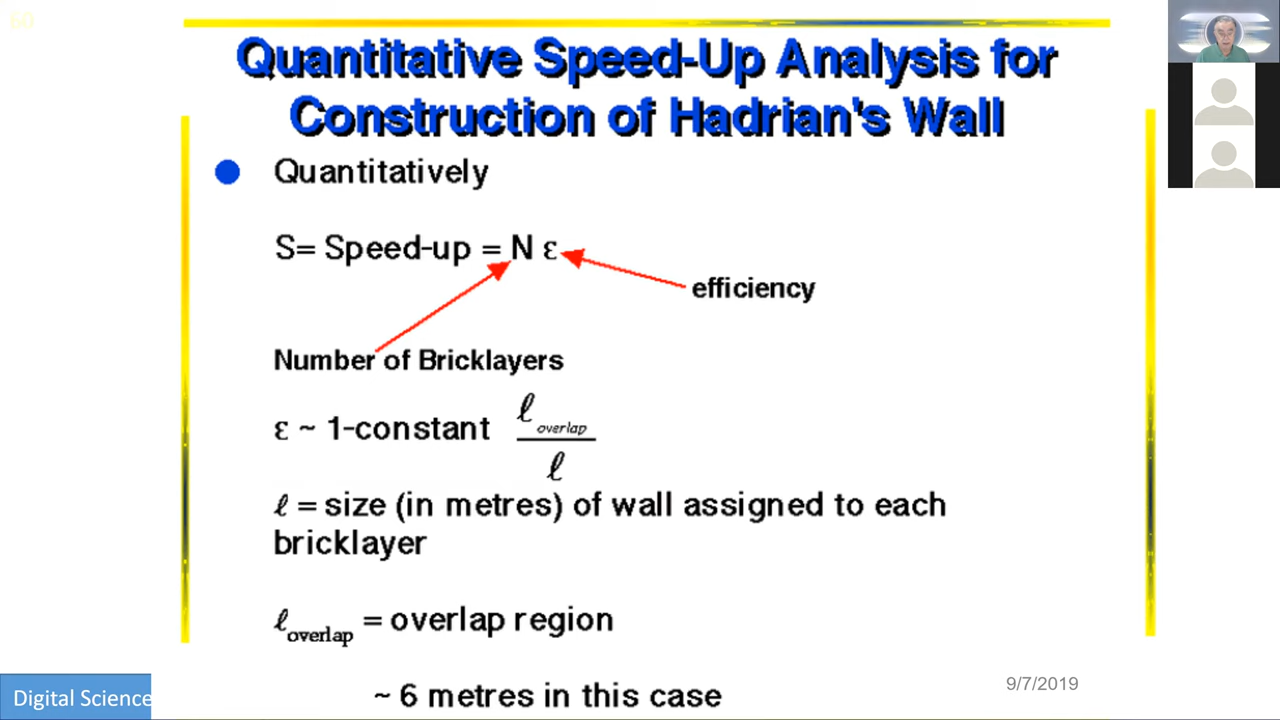 60
Quantitative Speed-Up Analysis for
Construction of Hadrian's Wall
Quantitatively
S= Speed-up = N ε
efficiency
Number of Bricklayers
ε ~ 1-constant ℓoverlap
ℓ
ℓ = size (in metres) of wall assigned to each
bricklayer
ℓoverlap = overlap region
~ 6 metres in this case
9/7/2019
Digital Science